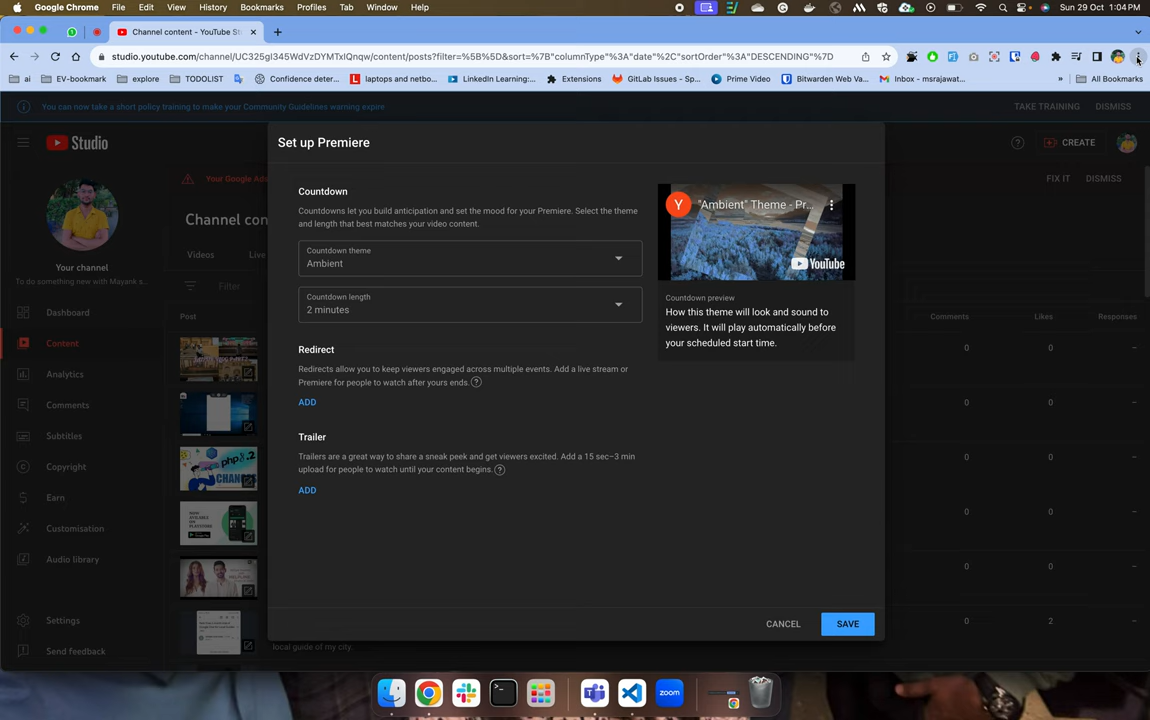 Google Chrome File Edit View History Bookmarks Profiles Tab Window Help Sun 29 Oct 1:04 PM
Channel content - YouTube St
studio.youtube.com/channel/UC325gI345WdVzDYMTxlQnqw/content/posts?filter=%5B%5D&sort=%7B"columnType"%3A"date"%2C"sortOrder"%3A"DESCENDING"%7D
ai EV-bookmark explore TODOLIST Confidence deter... laptops and netbo... LinkedIn Learning:... Extensions GitLab Issues - Sp... Prime Video Bitwarden Web Va... Inbox - msrajawat... » All Bookmarks
You can now take a short policy training to make your Community Guidelines warning expire TAKE TRAINING DISMISS
Studio CREATE
Your Google Ad FIX IT DISMISS
Channel con
Videos Live
Filter
Post Comments Likes Responses
Your channel
To do something new with Mayank s
Dashboard
Content
Analytics
Comments
Subtitles
Copyright
Earn
Customisation
Audio library
Settings
Send feedback
Set up Premiere
Countdown
Countdowns let you build anticipation and set the mood for your Premiere. Select the theme
and length that best matches your video content.
Countdown theme
Ambient
Countdown length
2 minutes
"Ambient" Theme - Pr...
Y
YouTube
Countdown preview
How this theme will look and sound to
viewers. It will play automatically before
your scheduled start time.
Redirect
Redirects allow you to keep viewers engaged across multiple events. Add a live stream or
Premiere for people to watch after yours ends.
ADD
Trailer
Trailers are a great way to share a sneak peek and get viewers excited. Add a 15 sec–3 min
upload for people to watch until your content begins.
ADD
CANCEL SAVE
0 0 –
0 0 –
0 0 –
0 0 –
0 0 –
0 2 –
local guide of my city.
zoom